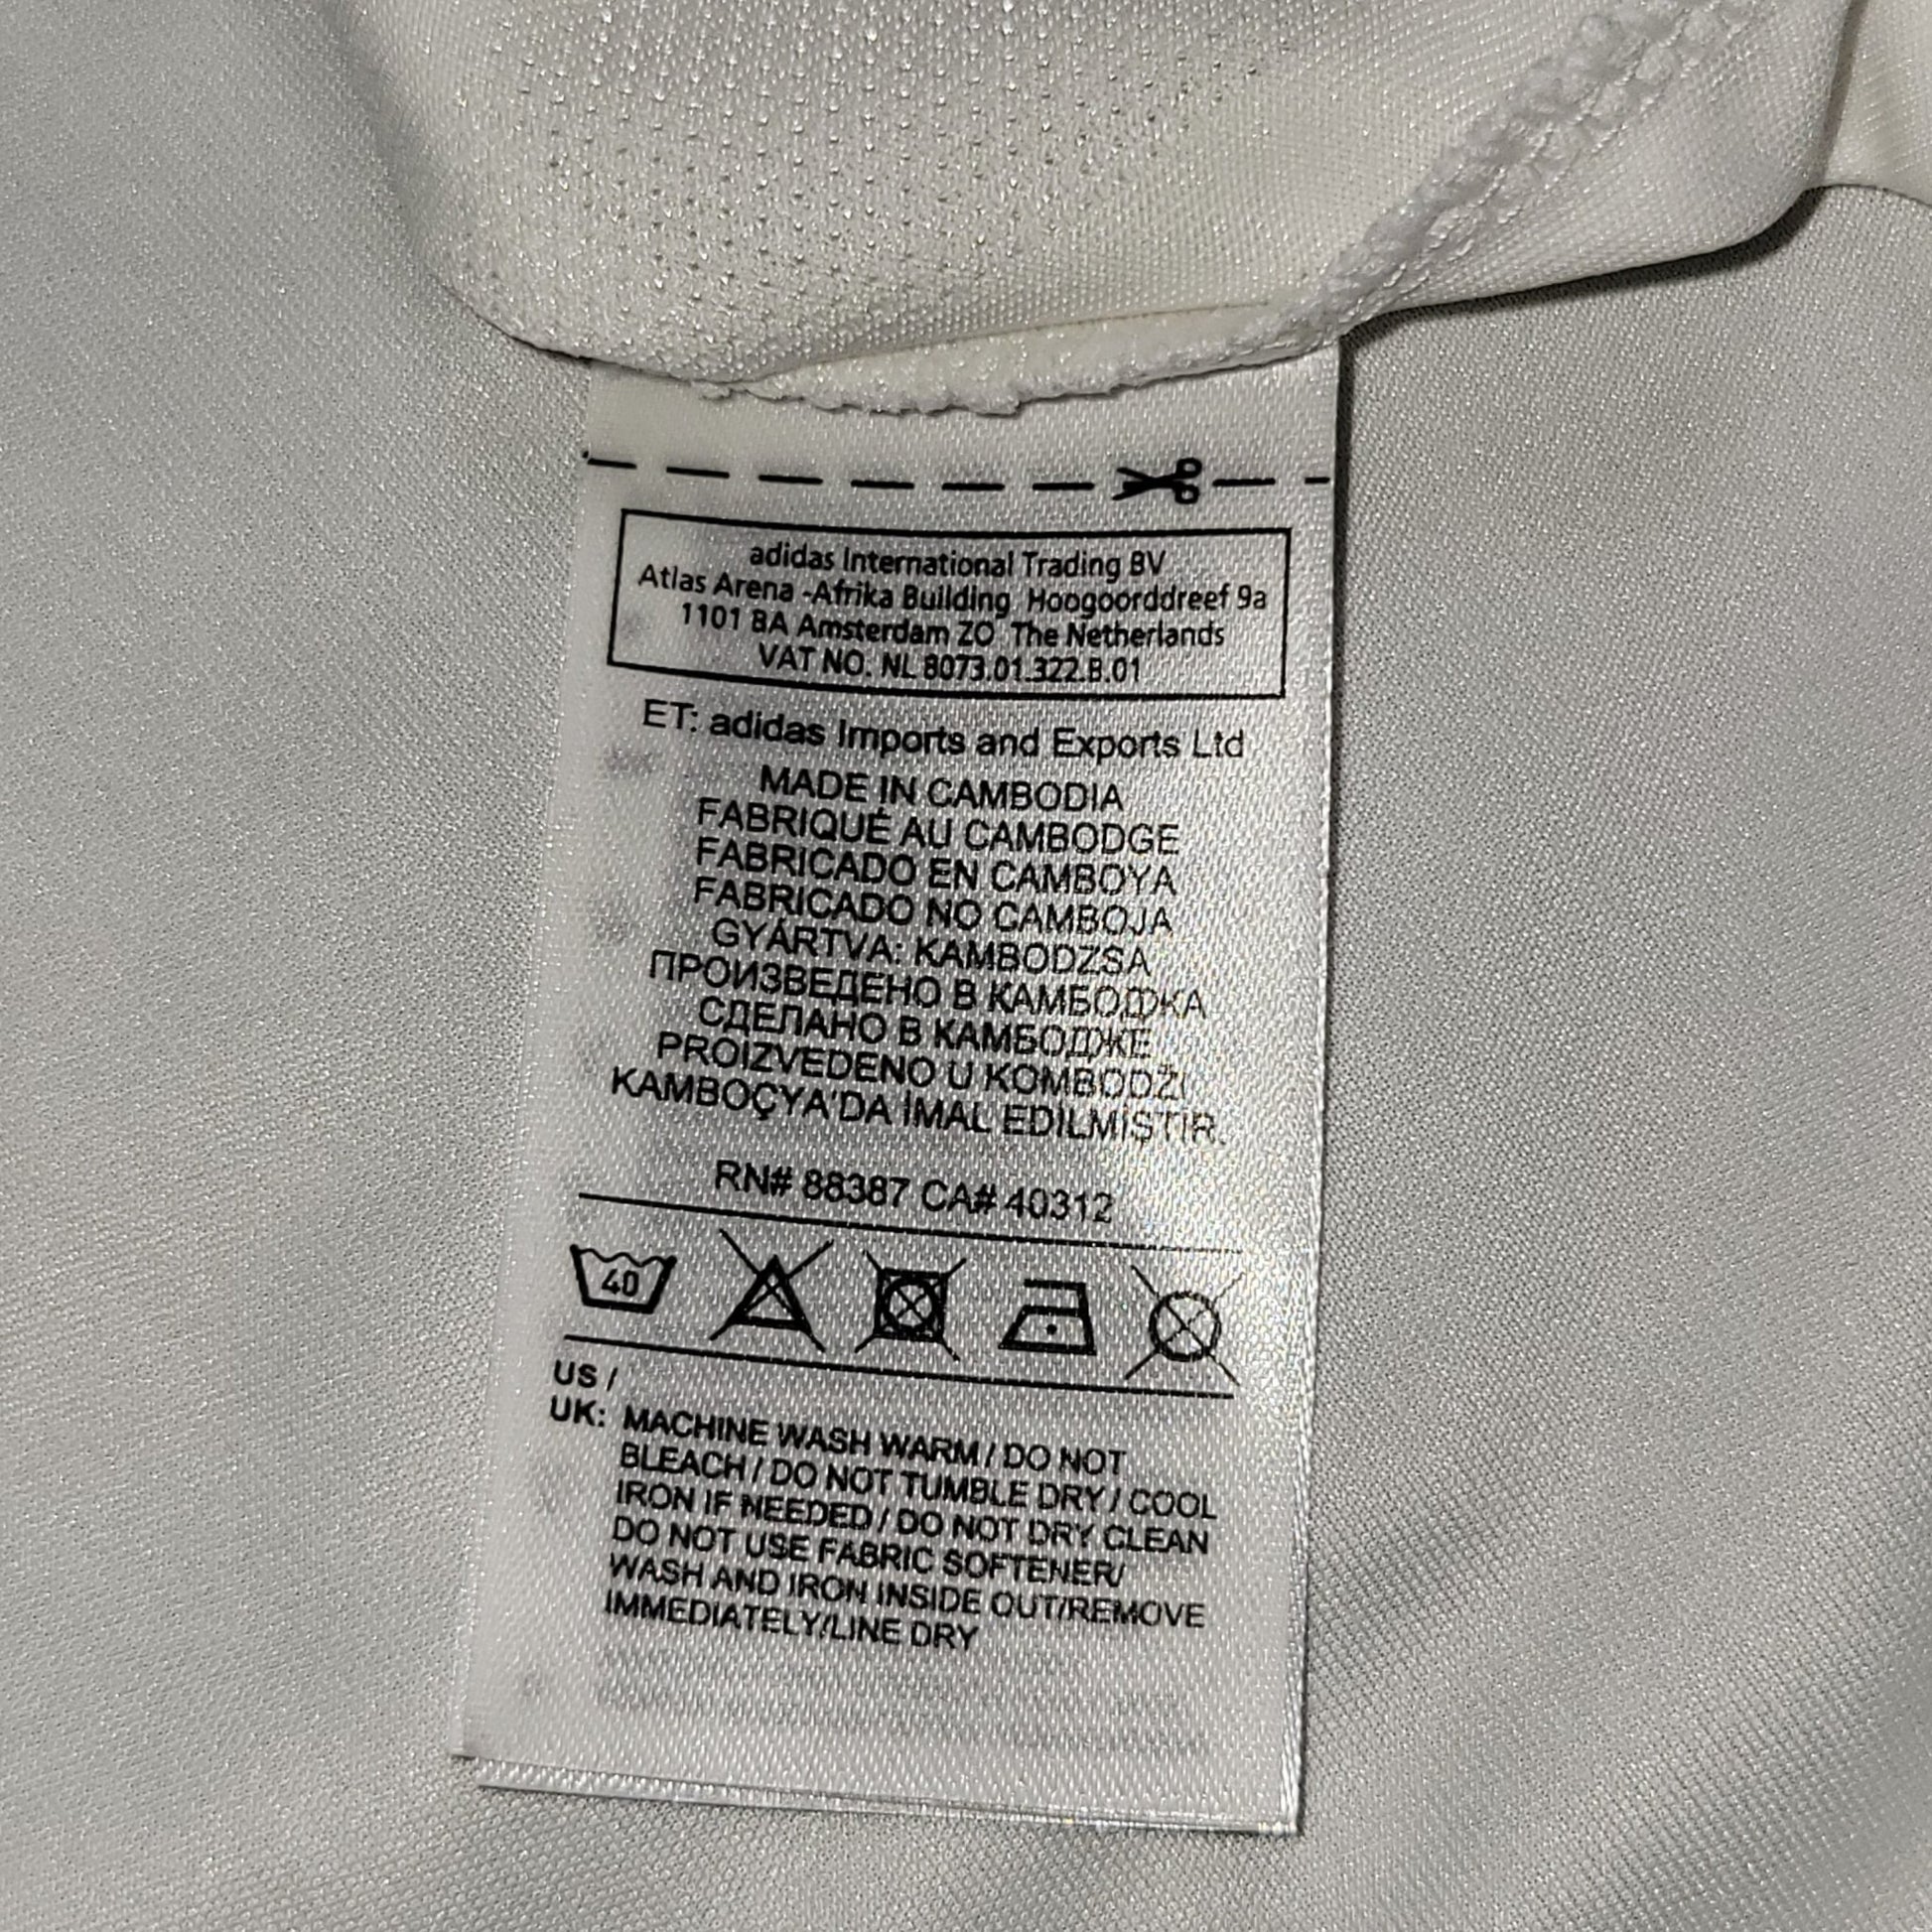 adidas International Trading BV
Atlas Arena -Afrika Building Hoogoorddreef 9a
1101 BA Amsterdam ZO The Netherlands
VAT NO. NL 8073.01.322.B.01
ET: adidas Imports and Exports Ltd
MADE IN CAMBODIA
FABRIQUÉ AU CAMBODGE
FABRICADO EN CAMBOYA
FABRICADO NO CAMBOJA
GYÁRTVA: KAMBODZSA
ПРОИЗВЕДЕНО В КАМБОДЖА
СДЕЛАНО В КАМБОДЖЕ
PROIZVEDENO U KOMBODŽI
KAMBOÇYA'DA İMAL EDİLMİŞTİR.
RN# 88387 CA# 40312
40
US /
UK: MACHINE WASH WARM / DO NOT
BLEACH / DO NOT TUMBLE DRY / COOL
IRON IF NEEDED / DO NOT DRY CLEAN
DO NOT USE FABRIC SOFTENER/
WASH AND IRON INSIDE OUT/REMOVE
IMMEDIATELY/LINE DRY